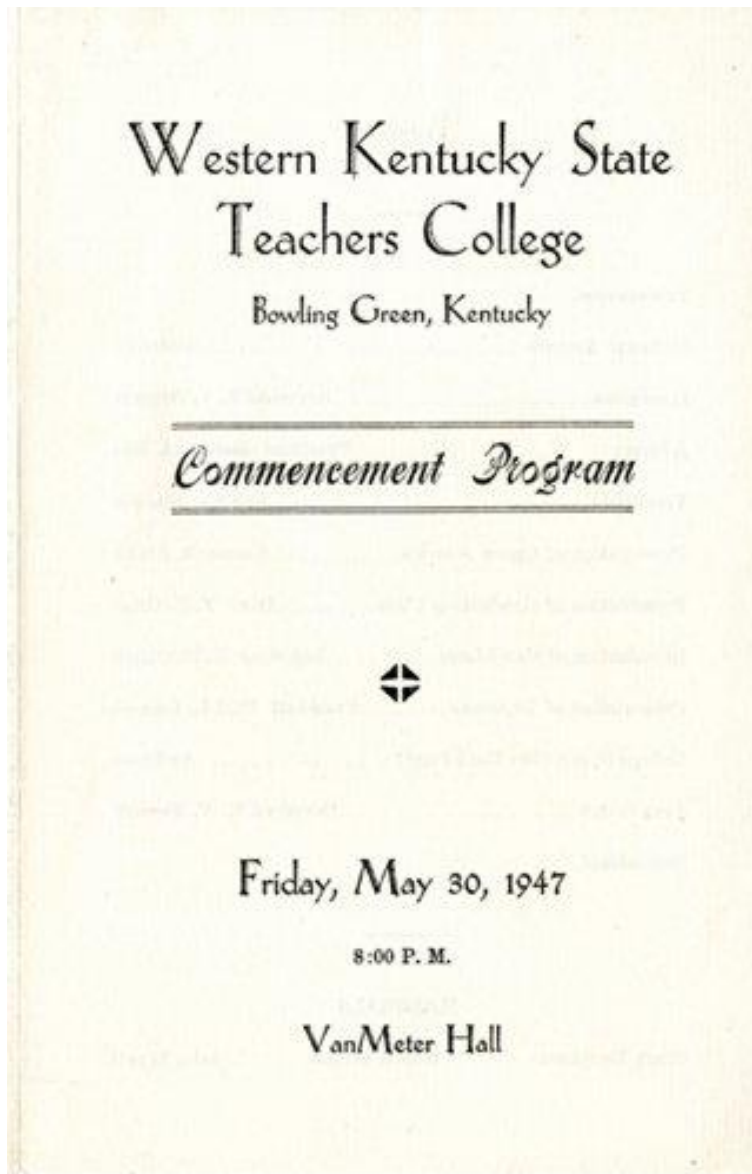 Western Kentucky State
Teachers College
Bowling Green, Kentucky
Commencement Program
Friday, May 30, 1947
8:00 P. M.
VanMeter Hall